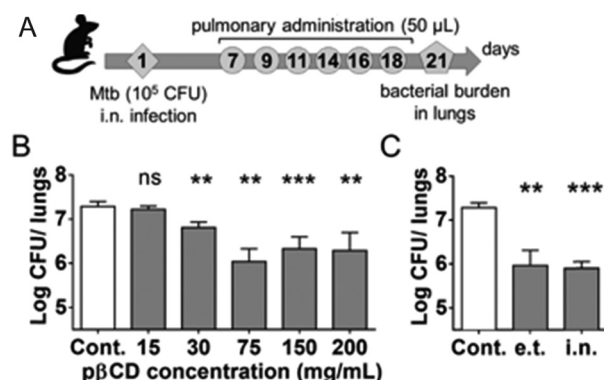 A
pulmonary administration (50 µL)
1 7 9 11 14 16 18 21 days
Mtb (10⁵ CFU)
i.n. infection
bacterial burden
in lungs
B
Log CFU/ lungs
8
7
6
5
ns ** ** *** **
Cont. 15 30 75 150 200
pβCD concentration (mg/mL)
C
Log CFU/ lungs
8
7
6
5
** ***
Cont. e.t. i.n.